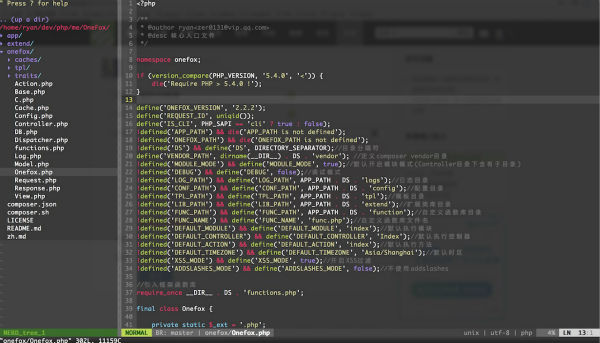 " Press ? for help
.. (up a dir)
/home/ryan/dev/php/me/OneFox/
app/
extend/
onefox/
caches/
tpl/
traits/
Action.php
Base.php
C.php
Cache.php
Config.php
Controller.php
DB.php
Dispatcher.php
functions.php
Log.php
Model.php
Onefox.php
Request.php
Response.php
View.php
composer.json
composer.sh
LICENSE
README.md
zh.md
NERD_tree_1
1 <?php
2
3 /**
4 * @author ryan<zer0131@vip.qq.com>
5 * @desc 核心入口文件
6 */
7
8 namespace onefox;
9
10 if (version_compare(PHP_VERSION, '5.4.0', '<')) {
11 die('Require PHP > 5.4.0 !');
12 }
13
14 define('ONEFOX_VERSION', '2.2.2');
15 define('REQUEST_ID', uniqid());
16 define('IS_CLI', PHP_SAPI == 'cli' ? true : false);
17 !defined('APP_PATH') && die('APP_PATH is not defined');
18 !defined('ONEFOX_PATH') && die('ONEFOX_PATH is not defined');
19 !defined('DS') && define('DS', DIRECTORY_SEPARATOR);//目录分隔符
20 define('VENDOR_PATH', dirname(__DIR__) . DS . 'vendor'); //定义composer vendor目录
21 !defined('MODULE_MODE') && define('MODULE_MODE', true);//默认开启模块模式(Controller目录下含有子目录)
22 !defined('DEBUG') && define('DEBUG', false);//调试模式
23 !defined('LOG_PATH') && define('LOG_PATH', APP_PATH . DS . 'logs');//日志目录
24 !defined('CONF_PATH') && define('CONF_PATH', APP_PATH . DS . 'config');//配置目录
25 !defined('TPL_PATH') && define('TPL_PATH', APP_PATH . DS . 'tpl');//模板目录
26 !defined('LIB_PATH') && define('LIB_PATH', APP_PATH . DS . 'extend');//扩展类库目录
27 !defined('FUNC_PATH') && define('FUNC_PATH', APP_PATH . DS . 'function');//自定义函数库目录
28 !defined('FUNC_NAME') && define('FUNC_NAME', 'func.php');//自定义函数库文件名
29 !defined('DEFAULT_MODULE') && define('DEFAULT_MODULE', 'index');//默认执行模块
30 !defined('DEFAULT_CONTROLLER') && define('DEFAULT_CONTROLLER', 'Index');//默认执行控制器
31 !defined('DEFAULT_ACTION') && define('DEFAULT_ACTION', 'index');//默认执行方法
32 !defined('DEFAULT_TIMEZONE') && define('DEFAULT_TIMEZONE', 'Asia/Shanghai');//默认时区
33 !defined('XSS_MODE') && define('XSS_MODE', true);//开启XSS过滤
34 !defined('ADDSLASHES_MODE') && define('ADDSLASHES_MODE', false);//不使用addslashes
35
36 //引入框架函数库
37 require_once __DIR__ . DS . 'functions.php';
38
39 final class Onefox {
40
41 private static $_ext = '.php';
NORMAL BR: master | onefox/Onefox.php unix | utf-8 | php 4% LN 13:1
"onefox/Onefox.php" 302L, 11159C